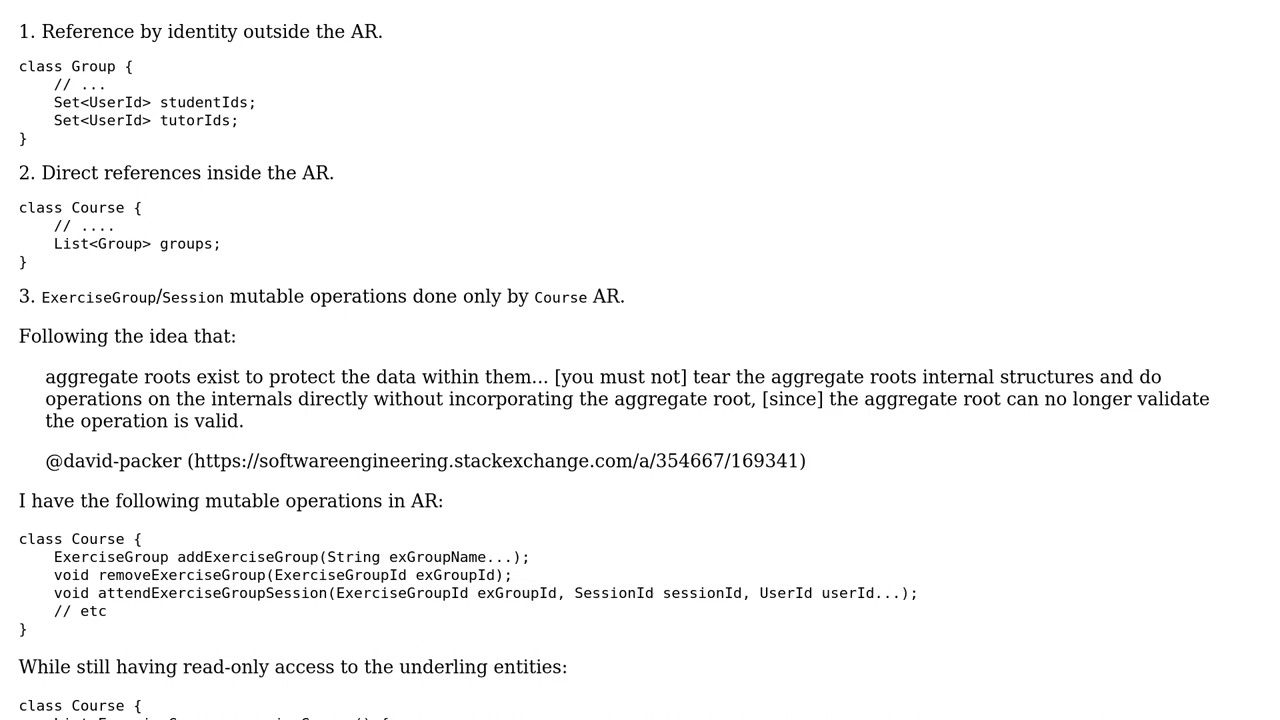 1. Reference by identity outside the AR.
class Group {
    // ...
    Set<UserId> studentIds;
    Set<UserId> tutorIds;
}
2. Direct references inside the AR.
class Course {
    // ....
    List<Group> groups;
}
3. ExerciseGroup/Session mutable operations done only by Course AR.
Following the idea that:
aggregate roots exist to protect the data within them... [you must not] tear the aggregate roots internal structures and do
operations on the internals directly without incorporating the aggregate root, [since] the aggregate root can no longer validate
the operation is valid.
@david-packer (https://softwareengineering.stackexchange.com/a/354667/169341)
I have the following mutable operations in AR:
class Course {
    ExerciseGroup addExerciseGroup(String exGroupName...);
    void removeExerciseGroup(ExerciseGroupId exGroupId);
    void attendExerciseGroupSession(ExerciseGroupId exGroupId, SessionId sessionId, UserId userId...);
    // etc
}
While still having read-only access to the underling entities:
class Course {